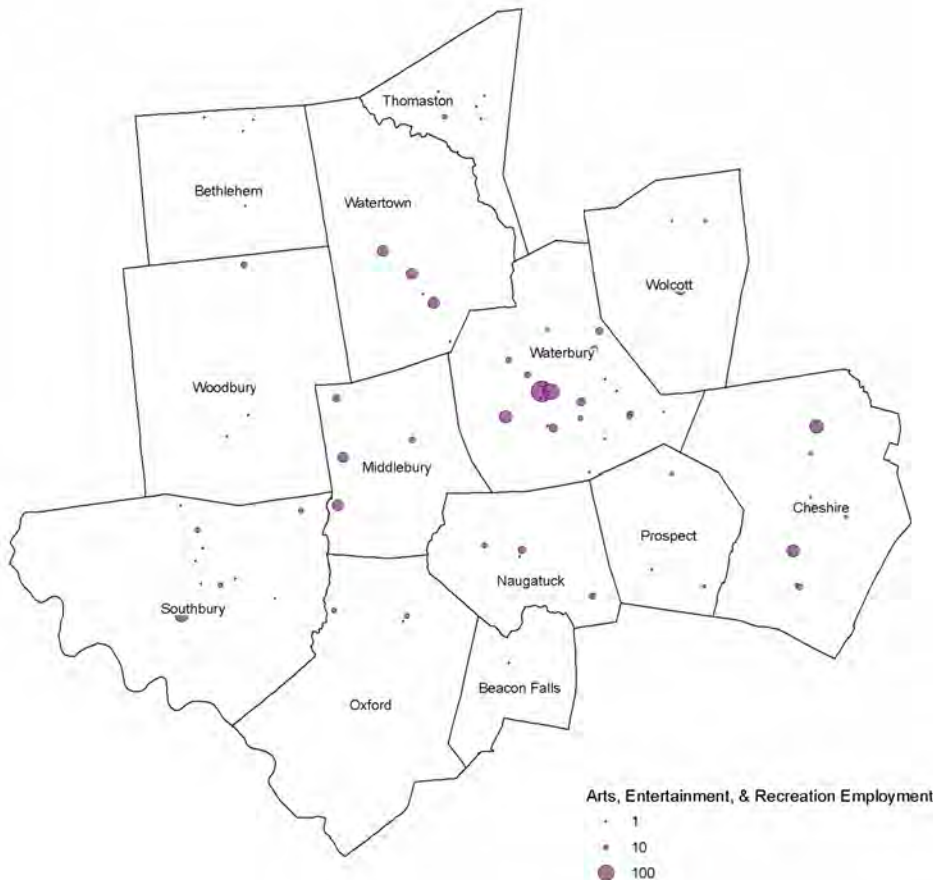 Thomaston
Bethlehem
Watertown
Wolcott
Waterbury
Woodbury
Middlebury
Cheshire
Prospect
Naugatuck
Southbury
Beacon Falls
Oxford
Arts, Entertainment, & Recreation Employment
1
10
100